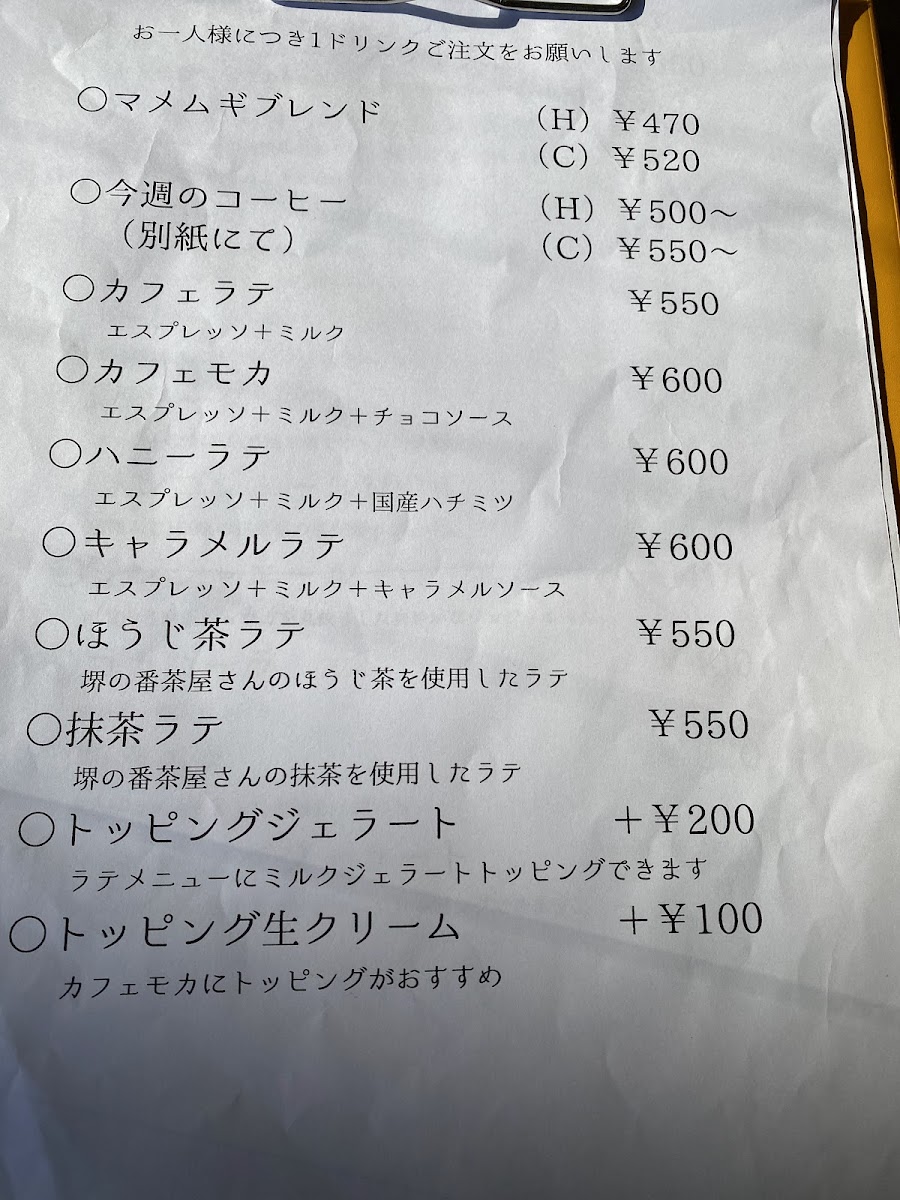 お一人様につき1ドリンクご注文をお願いします
○マメムギブレンド (H) ¥470
(C) ¥520
○今週のコーヒー (H) ¥500〜
(別紙にて) (C) ¥550〜
○カフェラテ ¥550
エスプレッソ+ミルク
○カフェモカ ¥600
エスプレッソ+ミルク+チョコソース
○ハニーラテ ¥600
エスプレッソ+ミルク+国産ハチミツ
○キャラメルラテ ¥600
エスプレッソ+ミルク+キャラメルソース
○ほうじ茶ラテ ¥550
堺の番茶屋さんのほうじ茶を使用したラテ
○抹茶ラテ ¥550
堺の番茶屋さんの抹茶を使用したラテ
○トッピングジェラート +¥200
ラテメニューにミルクジェラートトッピングできます
○トッピング生クリーム +¥100
カフェモカにトッピングがおすすめ